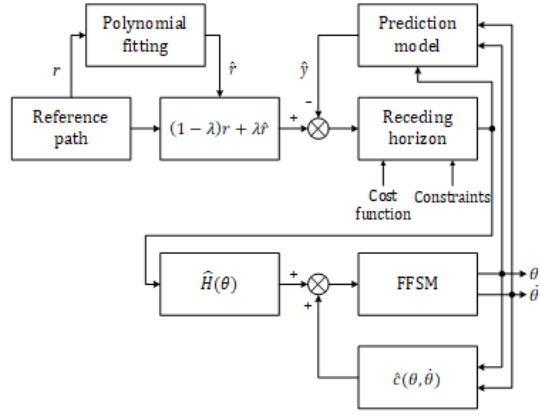 Polynomial
fitting
Prediction
model
r
r̂
ŷ
−
Reference
path
(1 − λ)r + λr̂
+
Receding
horizon
Cost
function
Constraints
Ĥ(θ)
+
+
FFSM
θ
θ̇
ĉ(θ, θ̇)